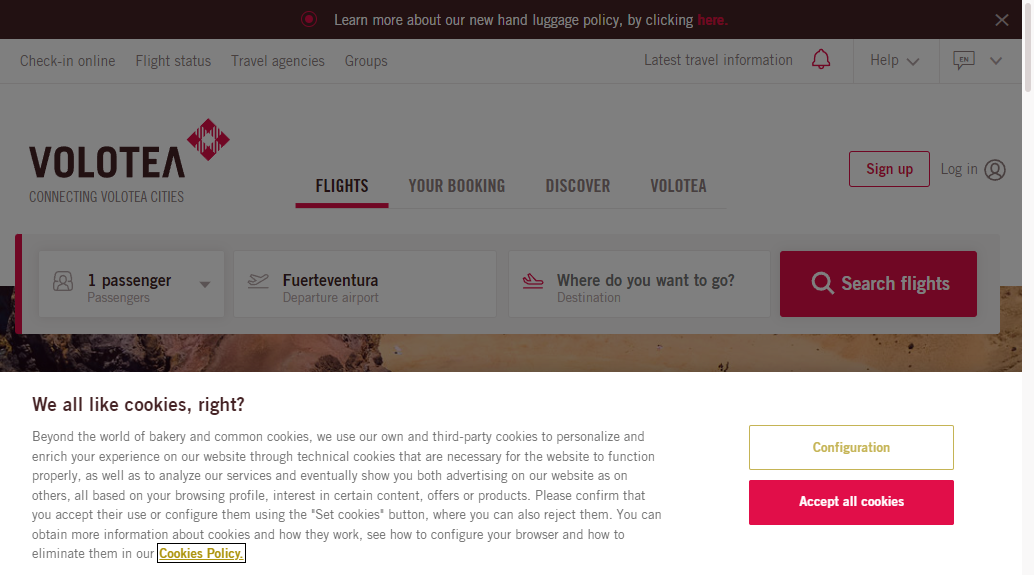 Learn more about our new hand luggage policy, by clicking here.
Check-in online Flight status Travel agencies Groups Latest travel information Help EN
VOLOTEA
CONNECTING VOLOTEA CITIES
FLIGHTS YOUR BOOKING DISCOVER VOLOTEA
Sign up Log in
1 passenger
Passengers
Fuerteventura
Departure airport
Where do you want to go?
Destination
Search flights
We all like cookies, right?
Beyond the world of bakery and common cookies, we use our own and third-party cookies to personalize and
enrich your experience on our website through technical cookies that are necessary for the website to function
properly, as well as to analyze our services and eventually show you both advertising on our website as on
others, all based on your browsing profile, interest in certain content, offers or products. Please confirm that
you accept their use or configure them using the "Set cookies" button, where you can also reject them. You can
obtain more information about cookies and how they work, see how to configure your browser and how to
eliminate them in our Cookies Policy.
Configuration
Accept all cookies